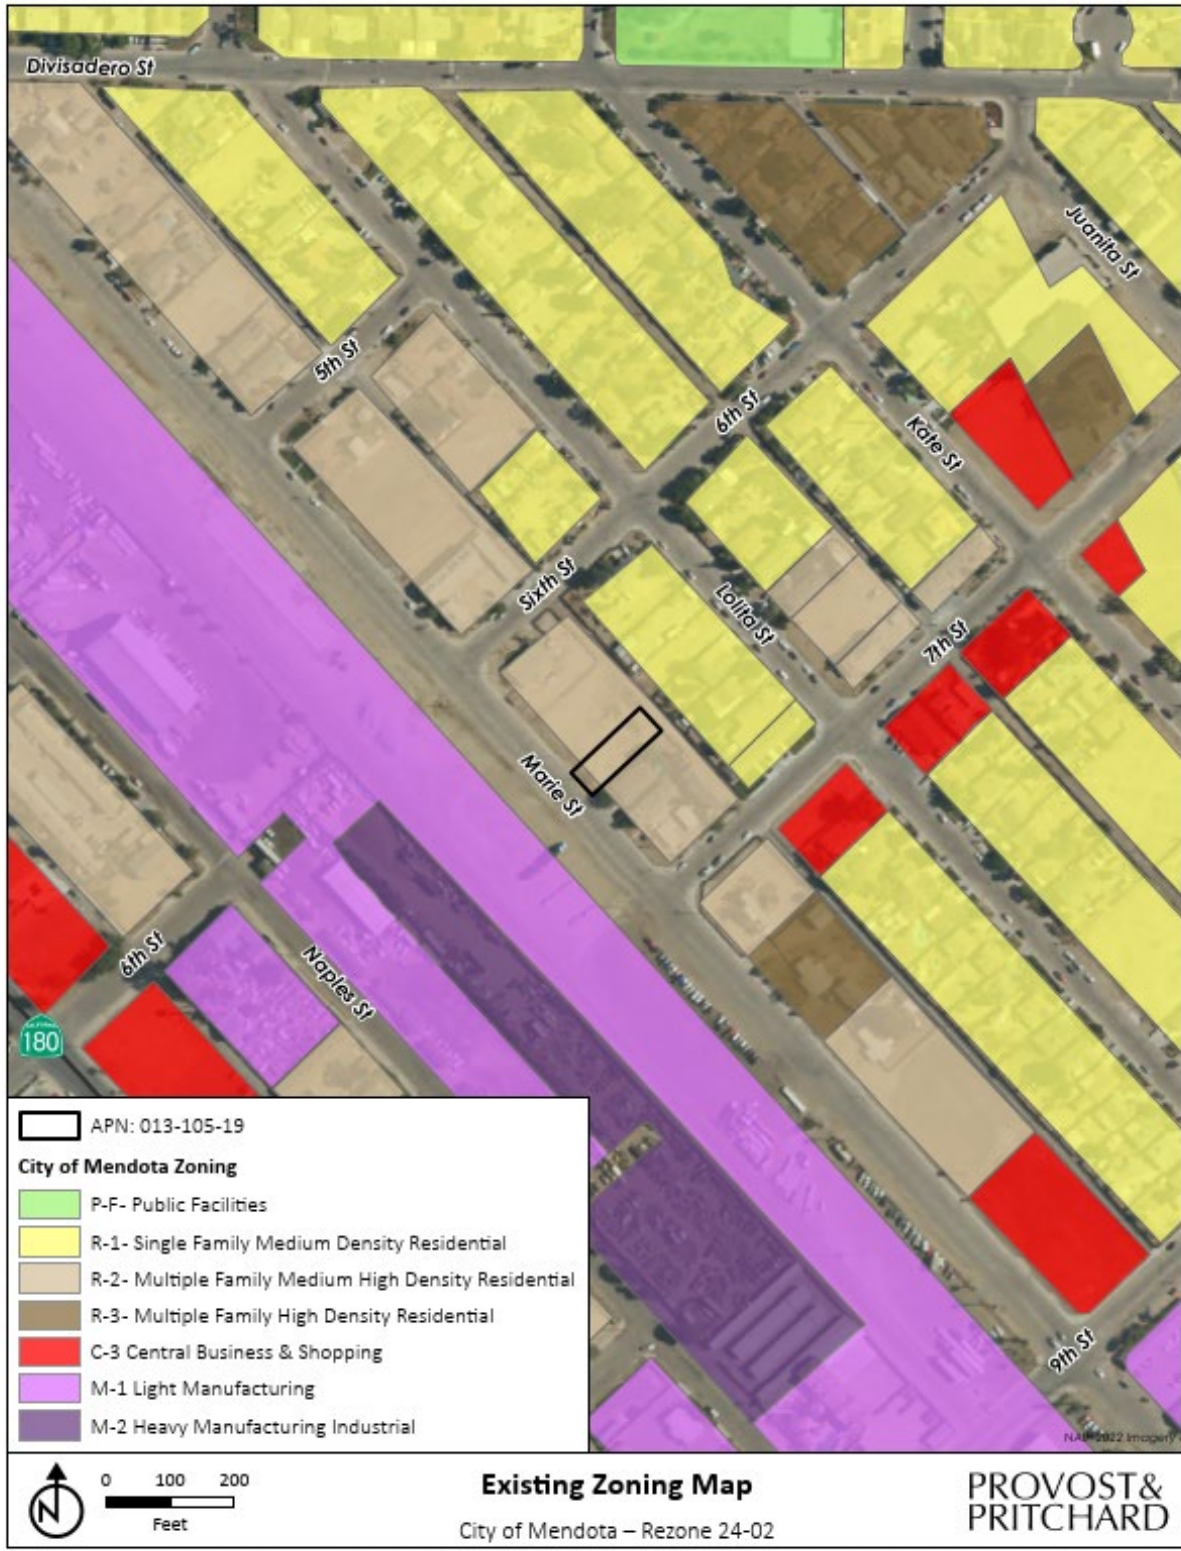 Divisadero St
Juanita St
5th St
6th St
Kate St
Sixth St
Lolita St
7th St
Marie St
6th St
Naples St
180
9th St
APN: 013-105-19
City of Mendota Zoning
P-F- Public Facilities
R-1- Single Family Medium Density Residential
R-2- Multiple Family Medium High Density Residential
R-3- Multiple Family High Density Residential
C-3 Central Business & Shopping
M-1 Light Manufacturing
M-2 Heavy Manufacturing Industrial
2022 Imagery
N
0 100 200
Feet
Existing Zoning Map
City of Mendota – Rezone 24-02
PROVOST&
PRITCHARD